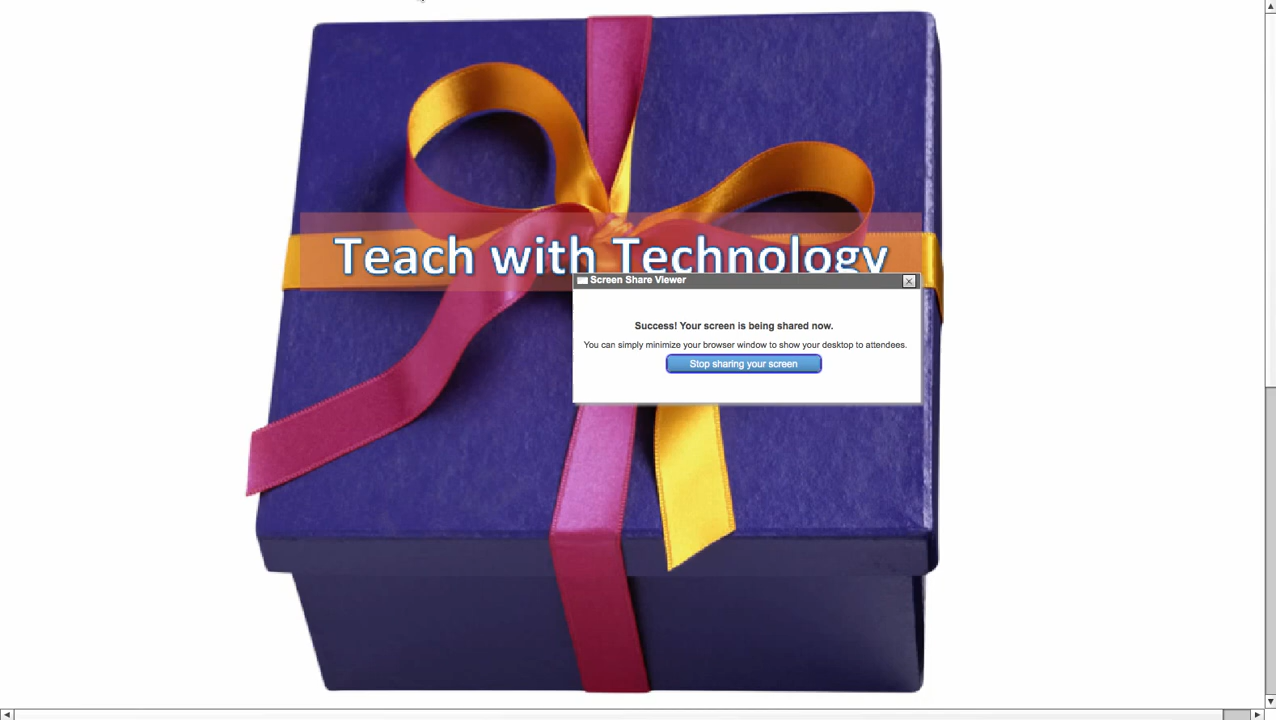 Teach with Technology
Screen Share Viewer
Success! Your screen is being shared now.
You can simply minimize your browser window to show your desktop to attendees.
Stop sharing your screen